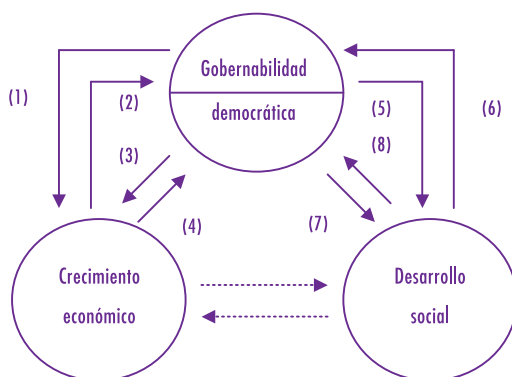 Gobernabilidad
democrática
(1)
(2)
(3)
(4)
(5)
(6)
(7)
(8)
Crecimiento
económico
Desarrollo
social